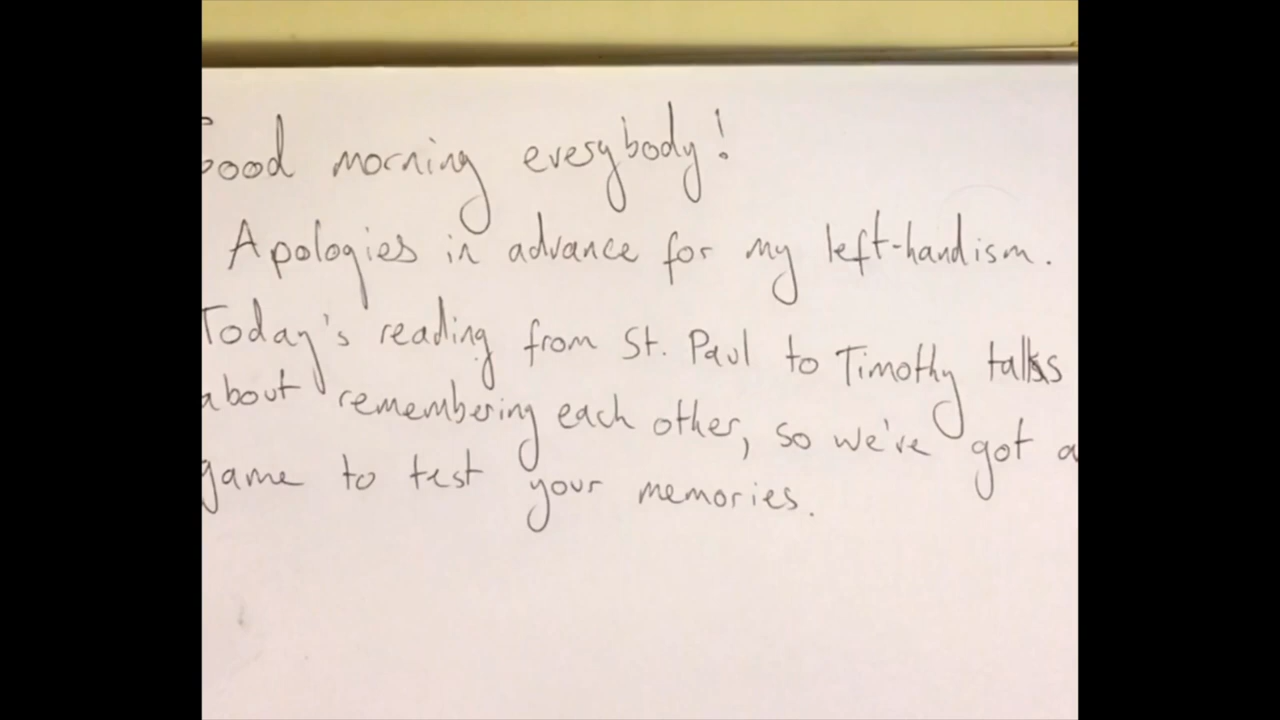 Good morning everybody!
Apologies in advance for my left-handism.
Today's reading from St. Paul to Timothy talks
about remembering each other, so we've got a
game to test your memories.